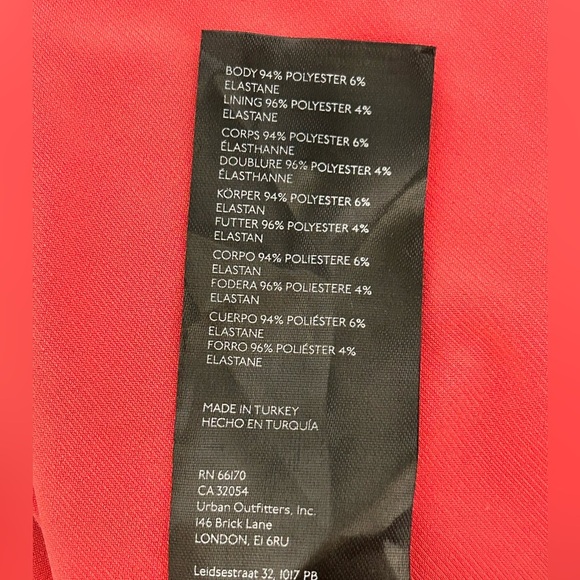 BODY 94% POLYESTER 6%
ELASTANE
LINING 96% POLYESTER 4%
ELASTANE
CORPS 94% POLYESTER 6%
ÉLASTHANNE
DOUBLURE 96% POLYESTER 4%
ÉLASTHANNE
KÖRPER 94% POLYESTER 6%
ELASTAN
FUTTER 96% POLYESTER 4%
ELASTAN
CORPO 94% POLIESTERE 6%
ELASTAN
FODERA 96% POLIESTERE 4%
ELASTAN
CUERPO 94% POLIÉSTER 6%
ELASTANE
FORRO 96% POLIÉSTER 4%
ELASTANE
MADE IN TURKEY
HECHO EN TURQUÍA
RN 66170
CA 32054
Urban Outfitters, Inc.
146 Brick Lane
LONDON, E1 6RU
Leidsestraat 32, 1017 PB